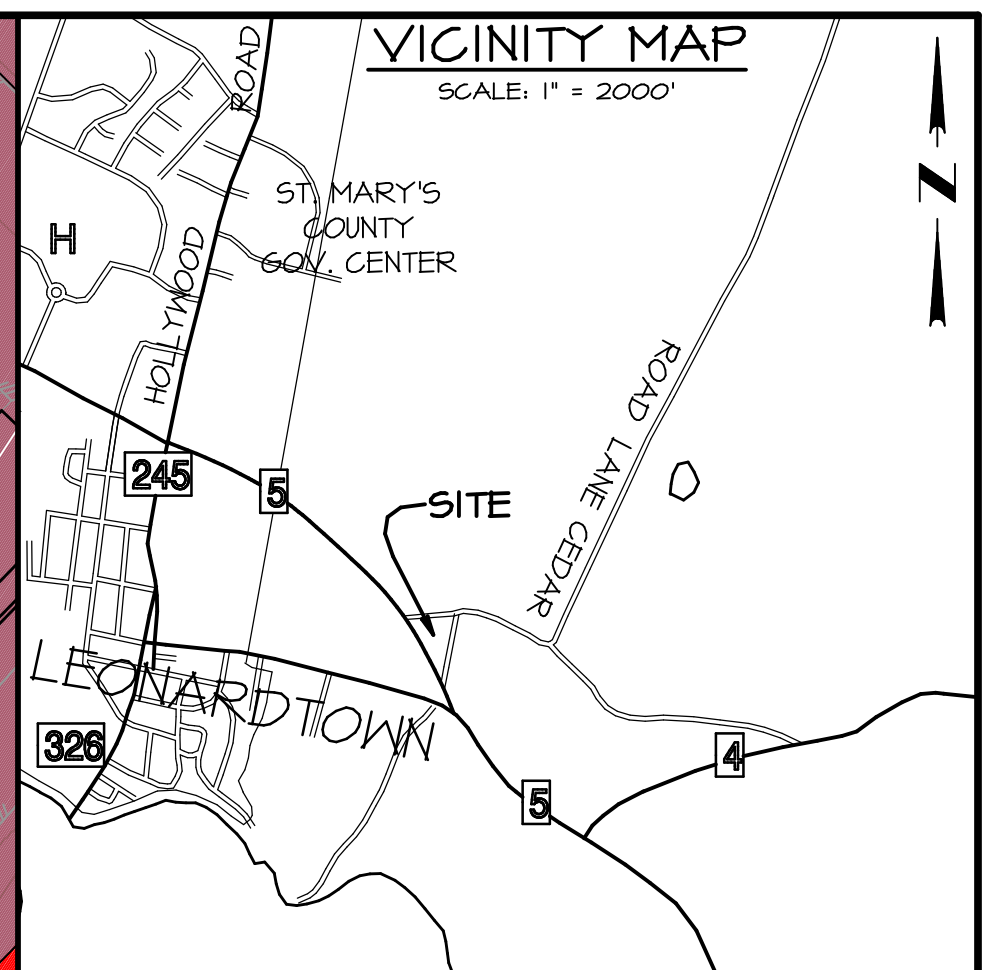 VICINITY MAP
SCALE: 1" = 2000'
ROAD
N
ST. MARY'S
COUNTY
GOV. CENTER
H
HOLLYWOOD
ROAD LANE CEDAR
245
5
SITE
LEONARDTOWN
326
4
5